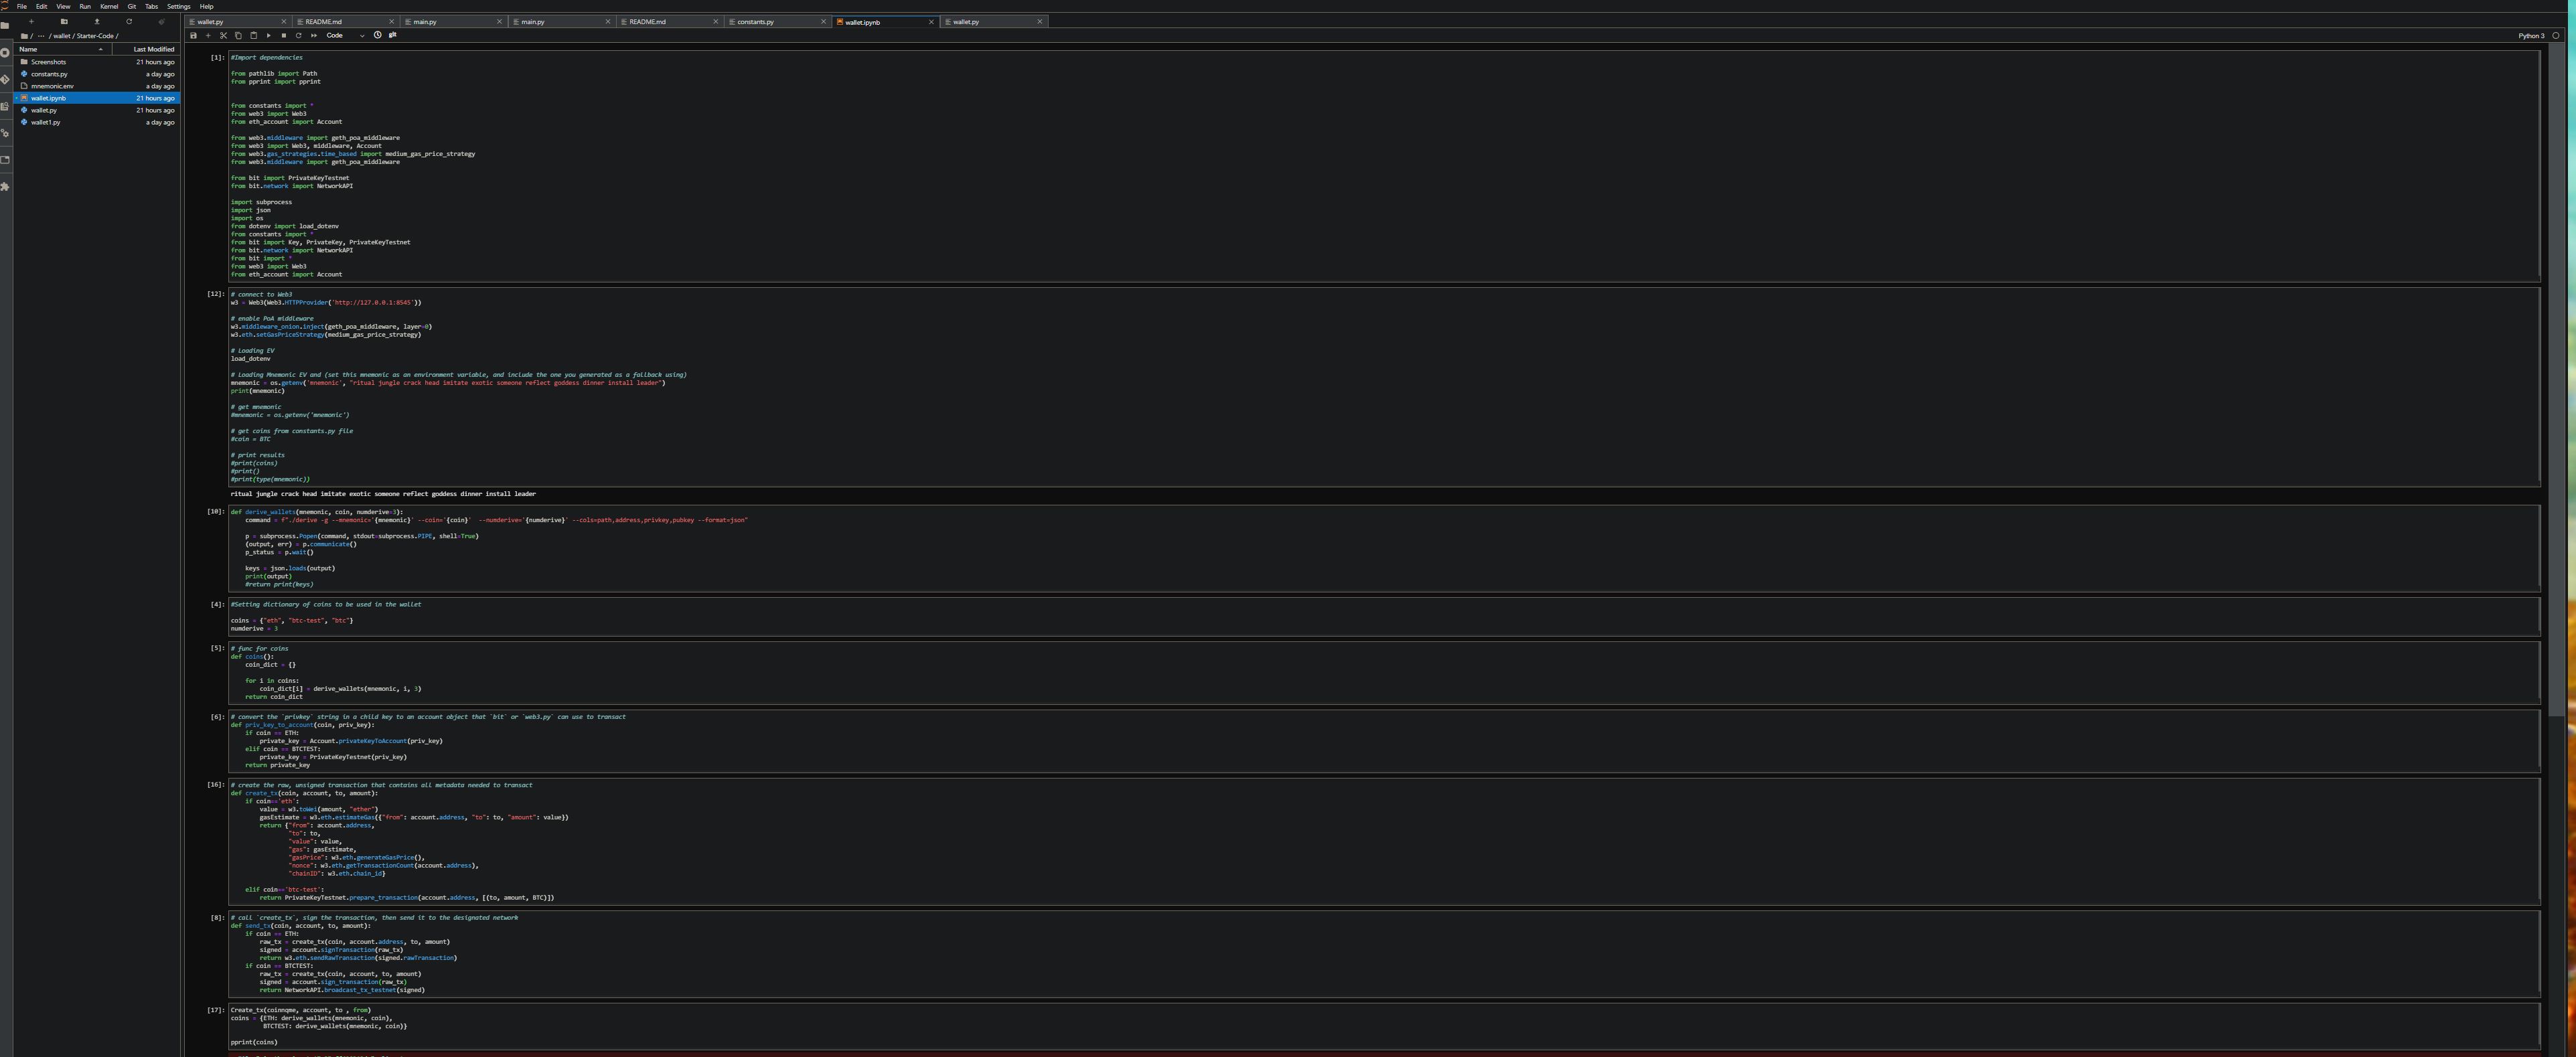 File Edit View Run Kernel Git Tabs Settings Help
wallet.py README.md main.py main.py README.md constants.py wallet.ipynb wallet.py
/ ··· / wallet / Starter-Code /
Code
Python 3
Name Last Modified
Screenshots 21 hours ago
constants.py a day ago
mnemonic.env a day ago
wallet.ipynb 21 hours ago
wallet.py 21 hours ago
wallet1.py a day ago
[1]: #Import dependencies
from pathlib import Path
from pprint import pprint
from constants import *
from web3 import Web3
from eth_account import Account
from web3.middleware import geth_poa_middleware
from web3 import Web3, middleware, Account
from web3.gas_strategies.time_based import medium_gas_price_strategy
from web3.middleware import geth_poa_middleware
from bit import PrivateKeyTestnet
from bit.network import NetworkAPI
import subprocess
import json
import os
from dotenv import load_dotenv
from constants import *
from bit import Key, PrivateKey, PrivateKeyTestnet
from bit.network import NetworkAPI
from bit import *
from web3 import Web3
from eth_account import Account
[12]: # connect to Web3
w3 = Web3(Web3.HTTPProvider('http://127.0.0.1:8545'))
# enable PoA middleware
w3.middleware_onion.inject(geth_poa_middleware, layer=0)
w3.eth.setGasPriceStrategy(medium_gas_price_strategy)
# Loading EV
load_dotenv
# Loading Mnemonic EV and (set this mnemonic as an environment variable, and include the one you generated as a fallback using)
mnemonic = os.getenv('mnemonic', "ritual jungle crack head imitate exotic someone reflect goddess dinner install leader")
print(mnemonic)
# get mnemonic
#mnemonic = os.getenv('mnemonic')
# get coins from constants.py file
#coin = BTC
# print results
#print(coins)
#print()
#print(type(mnemonic))
ritual jungle crack head imitate exotic someone reflect goddess dinner install leader
[10]: def derive_wallets(mnemonic, coin, numderive=3):
command = f"./derive -g --mnemonic='{mnemonic}' --coin='{coin}'  --numderive='{numderive}' --cols=path,address,privkey,pubkey --format=json"
p = subprocess.Popen(command, stdout=subprocess.PIPE, shell=True)
(output, err) = p.communicate()
p_status = p.wait()
keys = json.loads(output)
print(output)
#return print(keys)
[4]: #Setting dictionary of coins to be used in the wallet
coins = {"eth", "btc-test", "btc"}
numderive = 3
[5]: # func for coins
def coins():
coin_dict = {}
for i in coins:
coin_dict[i] = derive_wallets(mnemonic, i, 3)
return coin_dict
[6]: # convert the `privkey` string in a child key to an account object that `bit` or `web3.py` can use to transact
def priv_key_to_account(coin, priv_key):
if coin == ETH:
private_key = Account.privateKeyToAccount(priv_key)
elif coin == BTCTEST:
private_key = PrivateKeyTestnet(priv_key)
return private_key
[16]: # create the raw, unsigned transaction that contains all metadata needed to transact
def create_tx(coin, account, to, amount):
if coin=='eth':
value = w3.toWei(amount, "ether")
gasEstimate = w3.eth.estimateGas({"from": account.address, "to": to, "amount": value})
return {"from": account.address,
"to": to,
"value": value,
"gas": gasEstimate,
"gasPrice": w3.eth.generateGasPrice(),
"nonce": w3.eth.getTransactionCount(account.address),
"chainID": w3.eth.chain_id}
elif coin=='btc-test':
return PrivateKeyTestnet.prepare_transaction(account.address, [(to, amount, BTC)])
[8]: # call `create_tx`, sign the transaction, then send it to the designated network
def send_tx(coin, account, to, amount):
if coin == ETH:
raw_tx = create_tx(coin, account.address, to, amount)
signed = account.signTransaction(raw_tx)
return w3.eth.sendRawTransaction(signed.rawTransaction)
if coin == BTCTEST:
raw_tx = create_tx(coin, account, to, amount)
signed = account.sign_transaction(raw_tx)
return NetworkAPI.broadcast_tx_testnet(signed)
[17]: Create_tx(coinnqme, account, to , from)
coins = {ETH: derive_wallets(mnemonic, coin),
BTCTEST: derive_wallets(mnemonic, coin)}
pprint(coins)